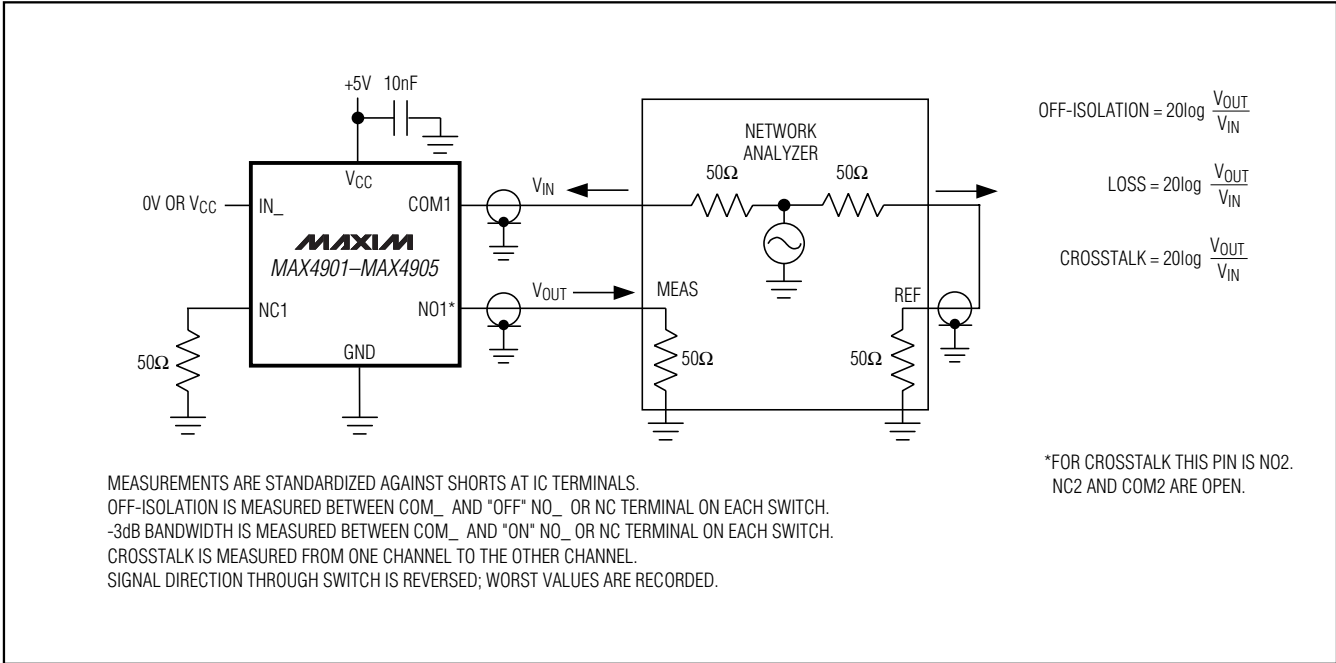 +5V 10nF
NETWORK
ANALYZER
50Ω 50Ω
OFF-ISOLATION = 20log VOUT
VIN
LOSS = 20log VOUT
VIN
CROSSTALK = 20log VOUT
VIN
VCC
0V OR VCC IN_ COM1 VIN
MAXIM
MAX4901–MAX4905
NC1 NO1* VOUT MEAS REF
50Ω GND 50Ω 50Ω
MEASUREMENTS ARE STANDARDIZED AGAINST SHORTS AT IC TERMINALS.
OFF-ISOLATION IS MEASURED BETWEEN COM_ AND "OFF" NO_ OR NC TERMINAL ON EACH SWITCH.
-3dB BANDWIDTH IS MEASURED BETWEEN COM_ AND "ON" NO_ OR NC TERMINAL ON EACH SWITCH.
CROSSTALK IS MEASURED FROM ONE CHANNEL TO THE OTHER CHANNEL.
SIGNAL DIRECTION THROUGH SWITCH IS REVERSED; WORST VALUES ARE RECORDED.
*FOR CROSSTALK THIS PIN IS NO2.
NC2 AND COM2 ARE OPEN.